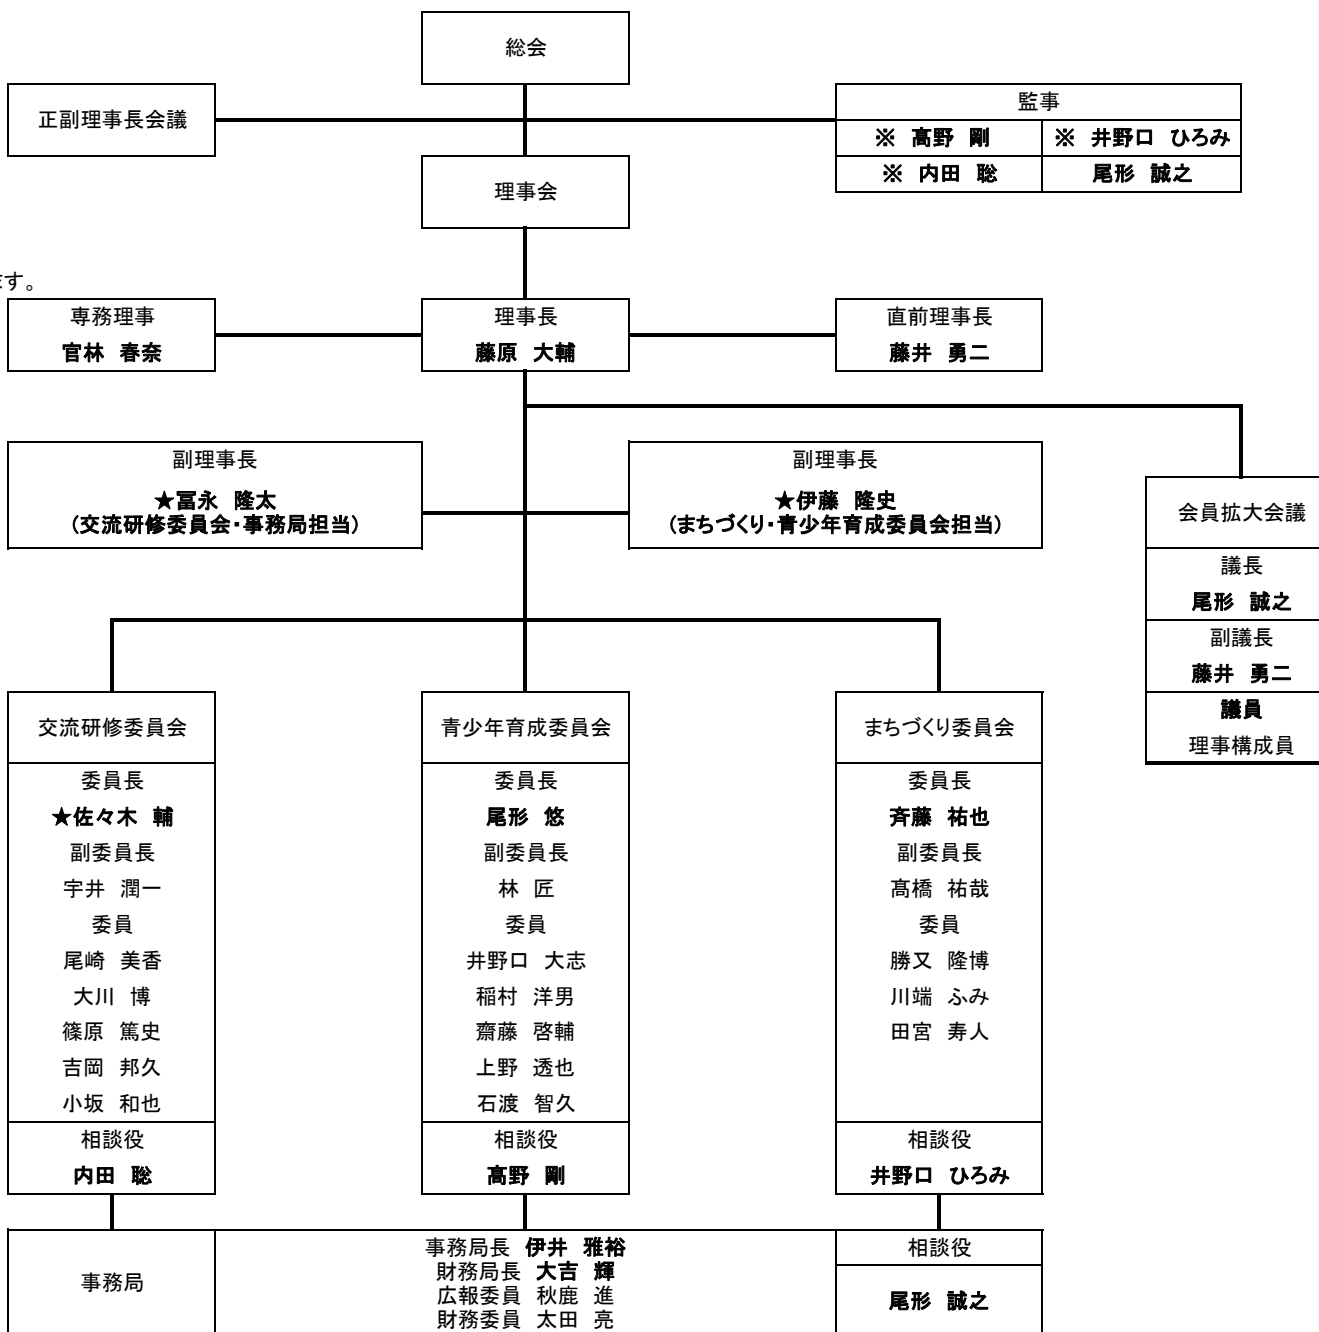 総会
正副理事長会議
監事
※ 高野 剛
※ 井野口 ひろみ
※ 内田 聡
尾形 誠之
理事会
す。
専務理事
官林 春奈
理事長
藤原 大輔
直前理事長
藤井 勇二
副理事長
★冨永 隆太
(交流研修委員会・事務局担当)
副理事長
★伊藤 隆史
(まちづくり・青少年育成委員会担当)
会員拡大会議
議長
尾形 誠之
副議長
藤井 勇二
議員
理事構成員
交流研修委員会
委員長
★佐々木 輔
副委員長
宇井 潤一
委員
尾崎 美香
大川 博
篠原 篤史
吉岡 邦久
小坂 和也
相談役
内田 聡
青少年育成委員会
委員長
尾形 悠
副委員長
林 匠
委員
井野口 大志
稲村 洋男
齋藤 啓輔
上野 透也
石渡 智久
相談役
高野 剛
まちづくり委員会
委員長
斉藤 祐也
副委員長
髙橋 祐哉
委員
勝又 隆博
川端 ふみ
田宮 寿人
相談役
井野口 ひろみ
事務局
事務局長 伊井 雅裕
財務局長 大吉 輝
広報委員 秋鹿 進
財務委員 太田 亮
相談役
尾形 誠之